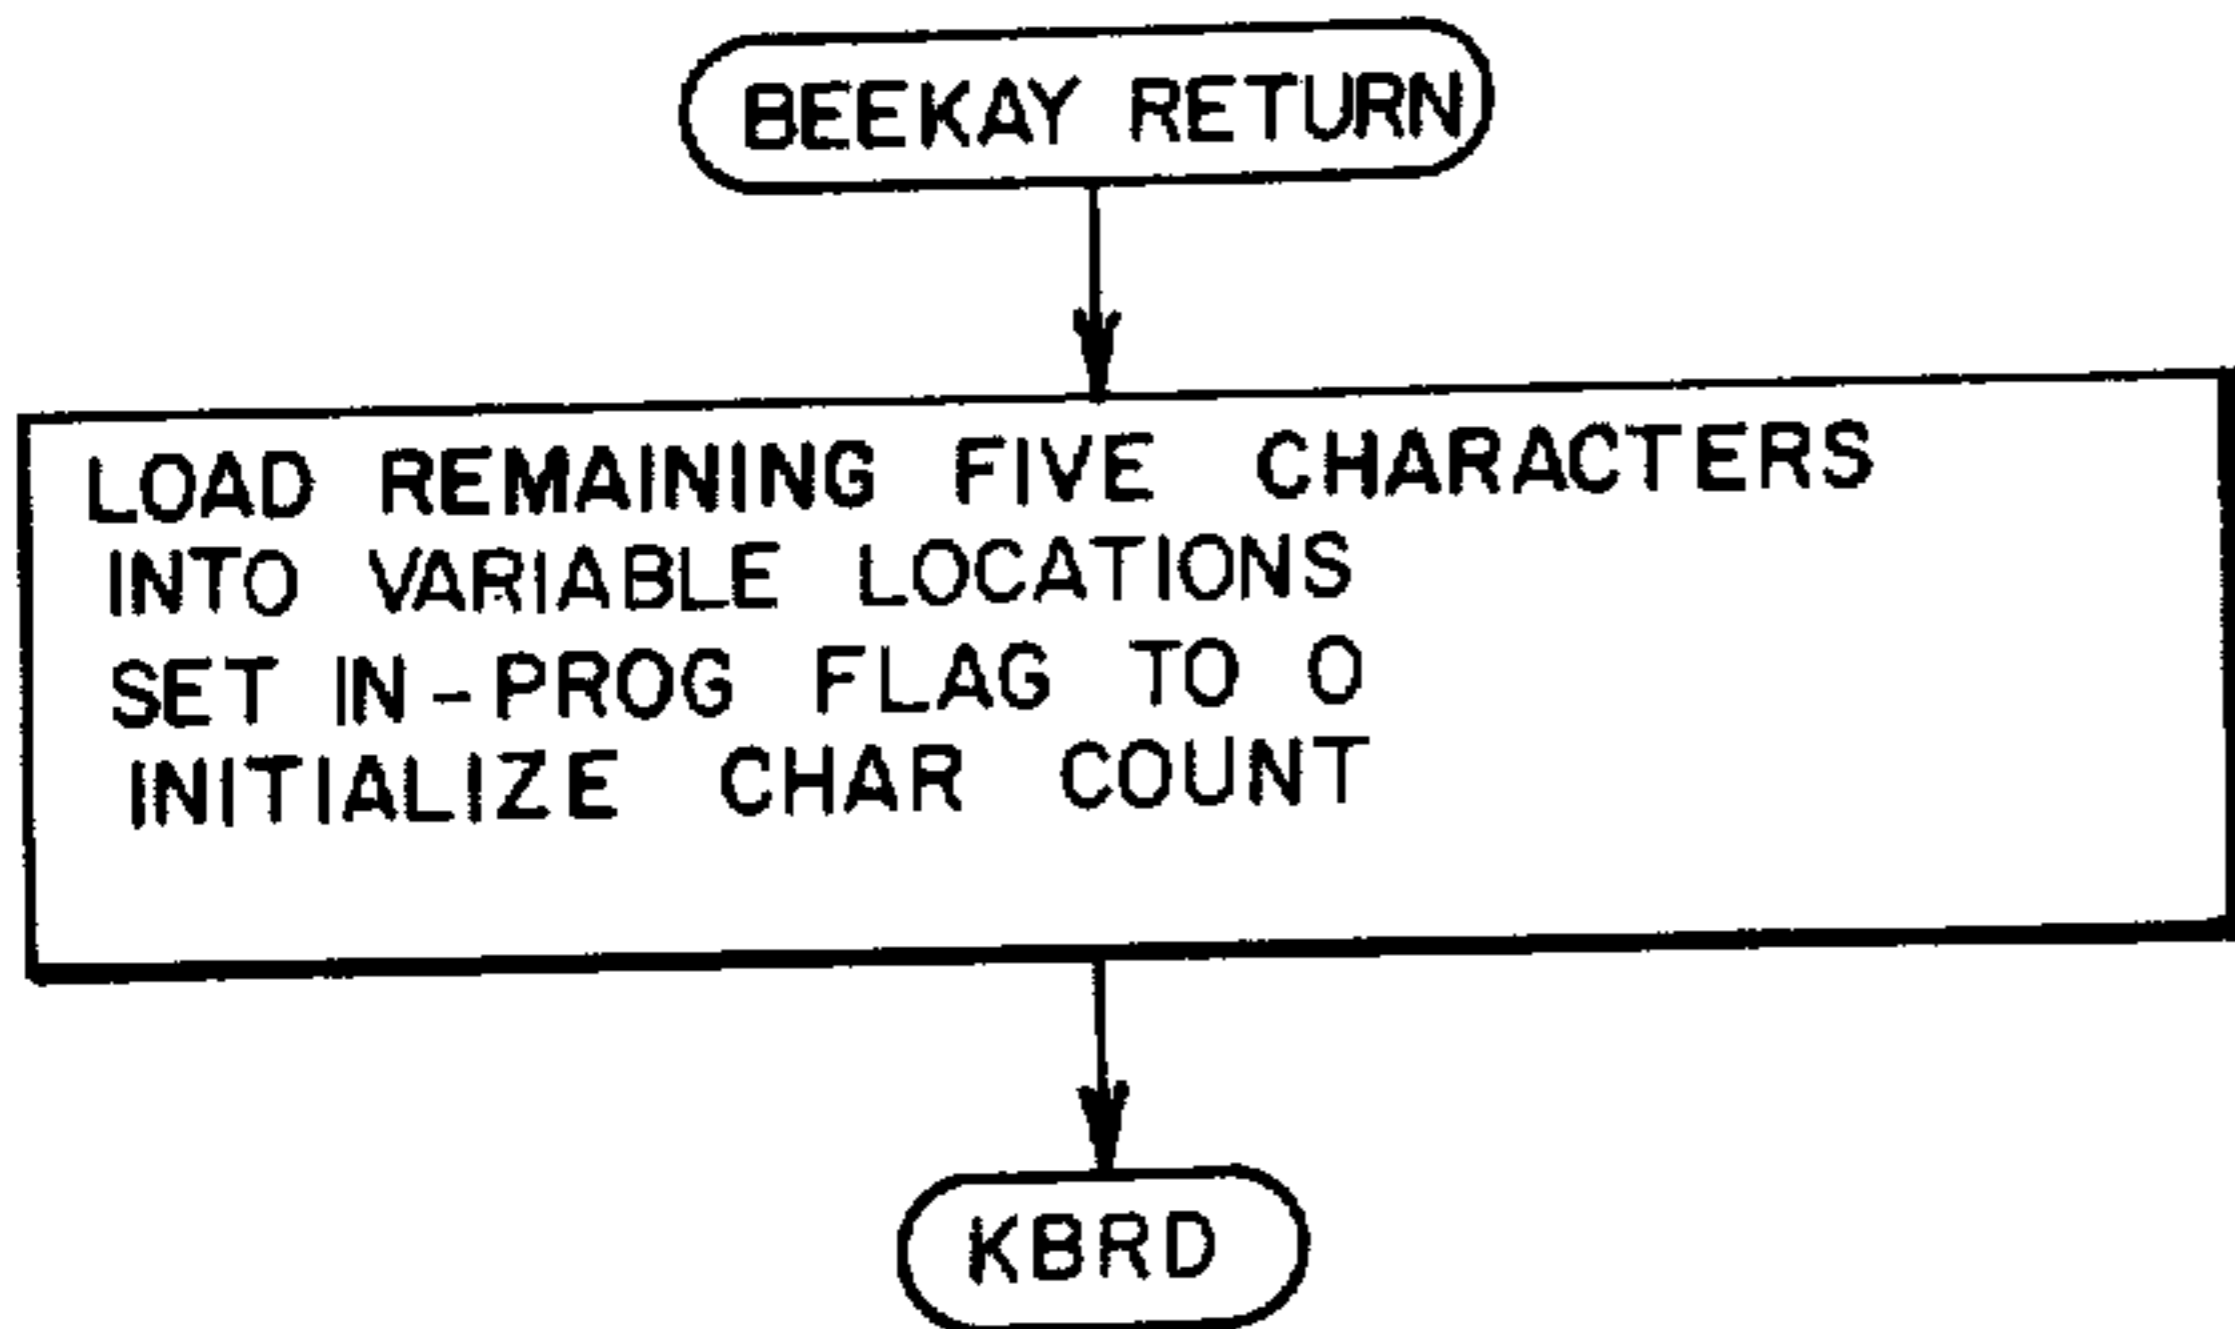 BEEKAY RETURN
LOAD REMAINING FIVE CHARACTERS
INTO VARIABLE LOCATIONS
SET IN-PROG FLAG TO 0
INITIALIZE CHAR COUNT
KBRD